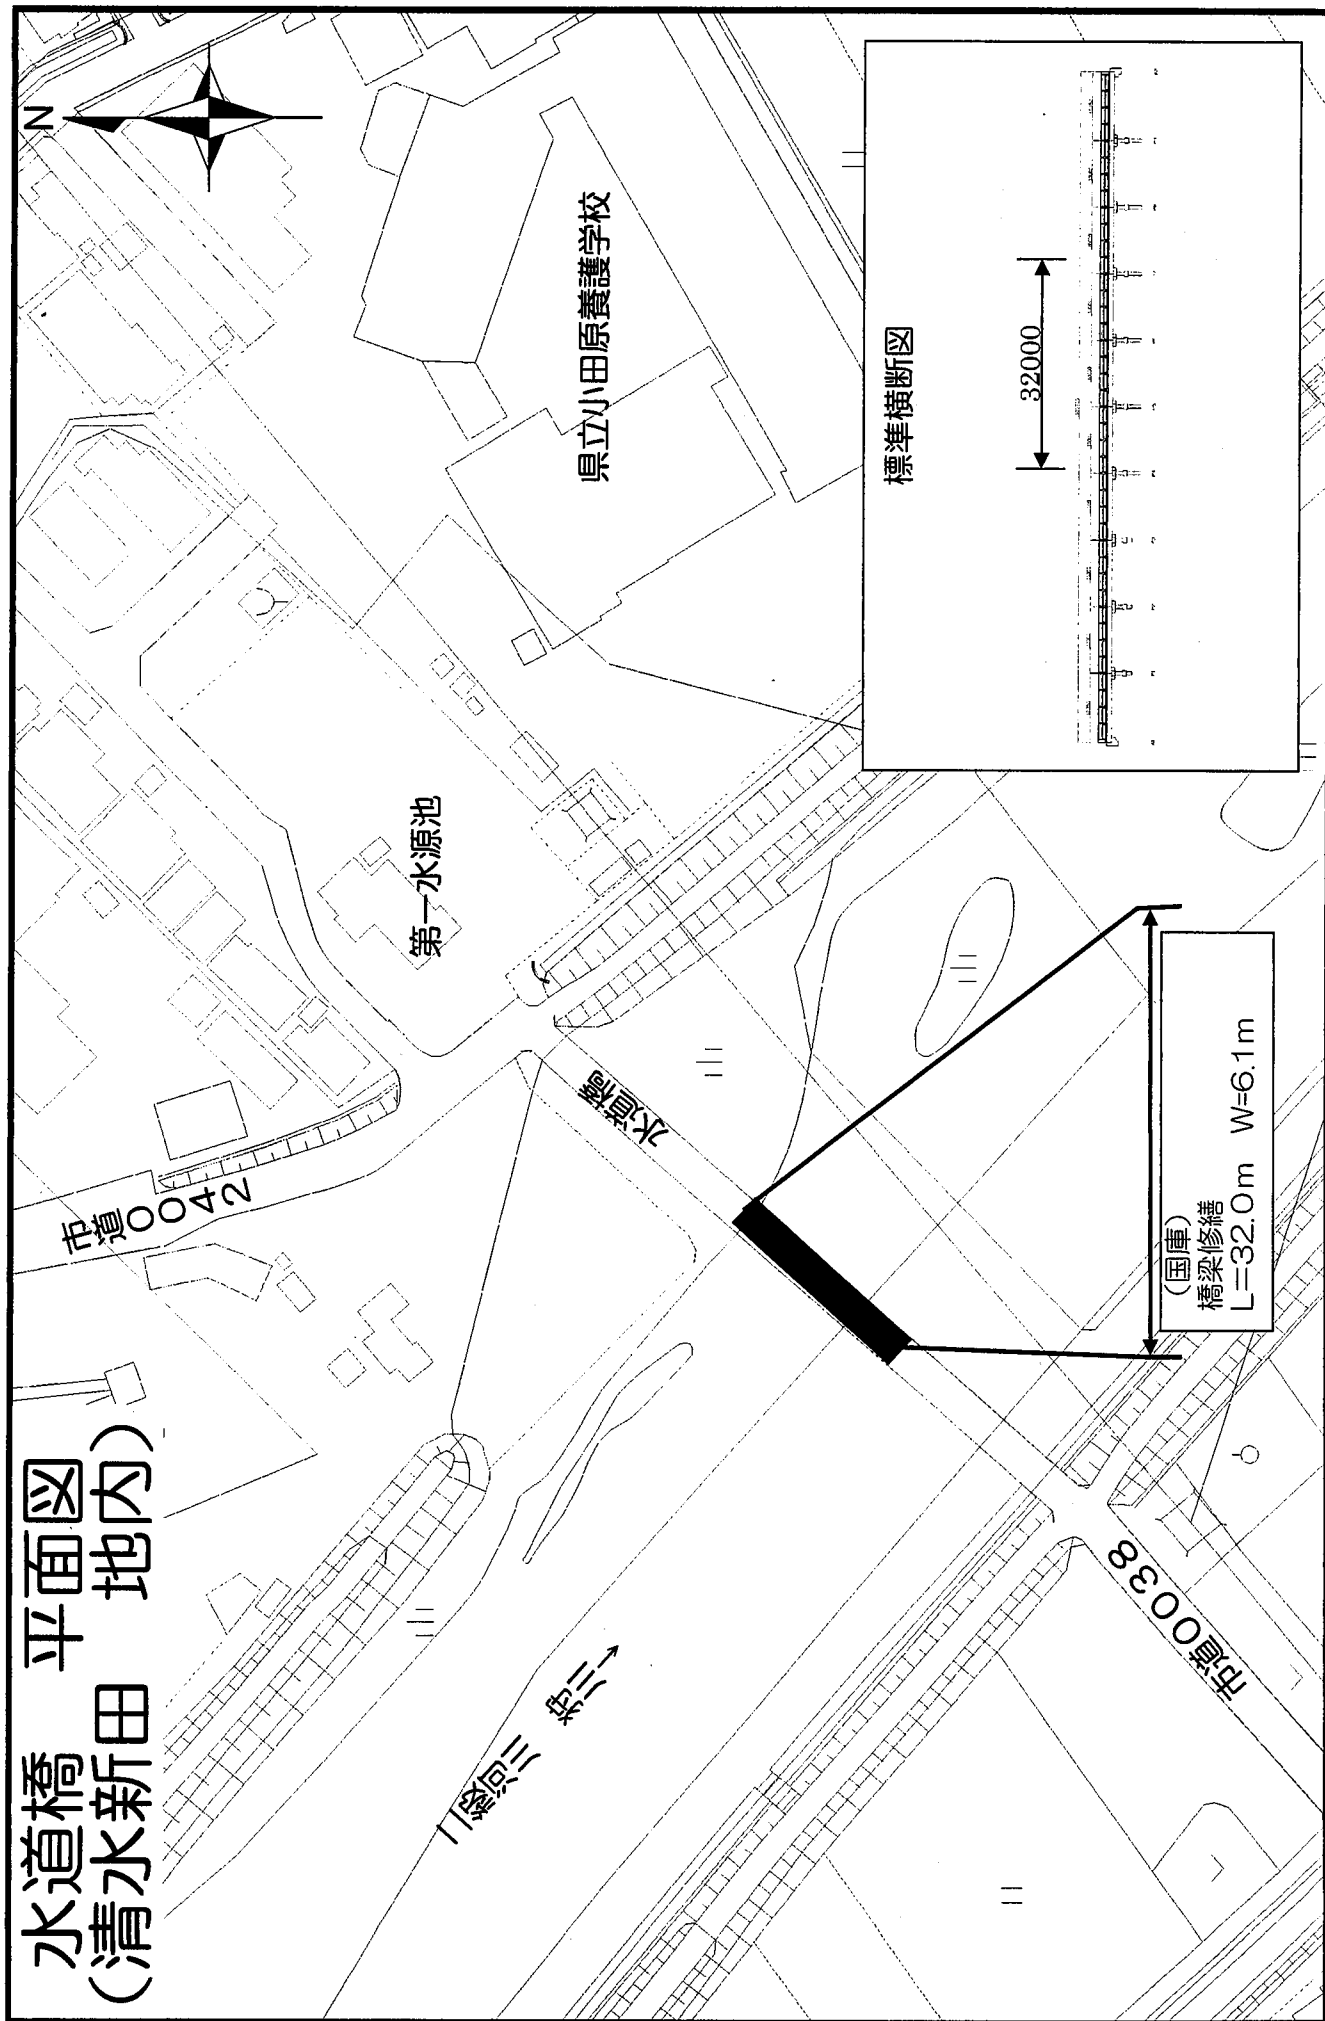 水道橋 平面図
(清水新田 地内)
N
市道0042
第一水源池
県立小田原養護学校
水道橋
一級河川 狩川→
市道0038
標準横断図
32000
(国庫)
橋梁修繕
L=32.0m W=6.1m